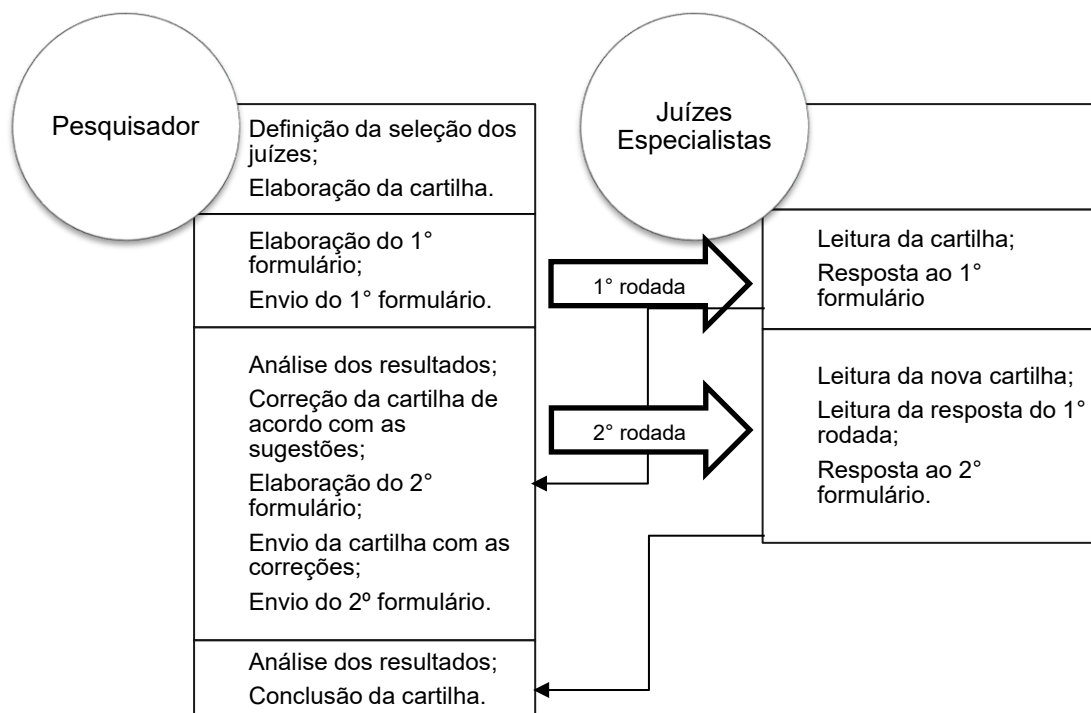 Pesquisador
Definição da seleção dos
juízes;
Elaboração da cartilha.
Elaboração do 1°
formulário;
Envio do 1° formulário.
Análise dos resultados;
Correção da cartilha de
acordo com as
sugestões;
Elaboração do 2°
formulário;
Envio da cartilha com as
correções;
Envio do 2º formulário.
Análise dos resultados;
Conclusão da cartilha.
1° rodada
2° rodada
Juízes
Especialistas
Leitura da cartilha;
Resposta ao 1°
formulário
Leitura da nova cartilha;
Leitura da resposta do 1°
rodada;
Resposta ao 2°
formulário.